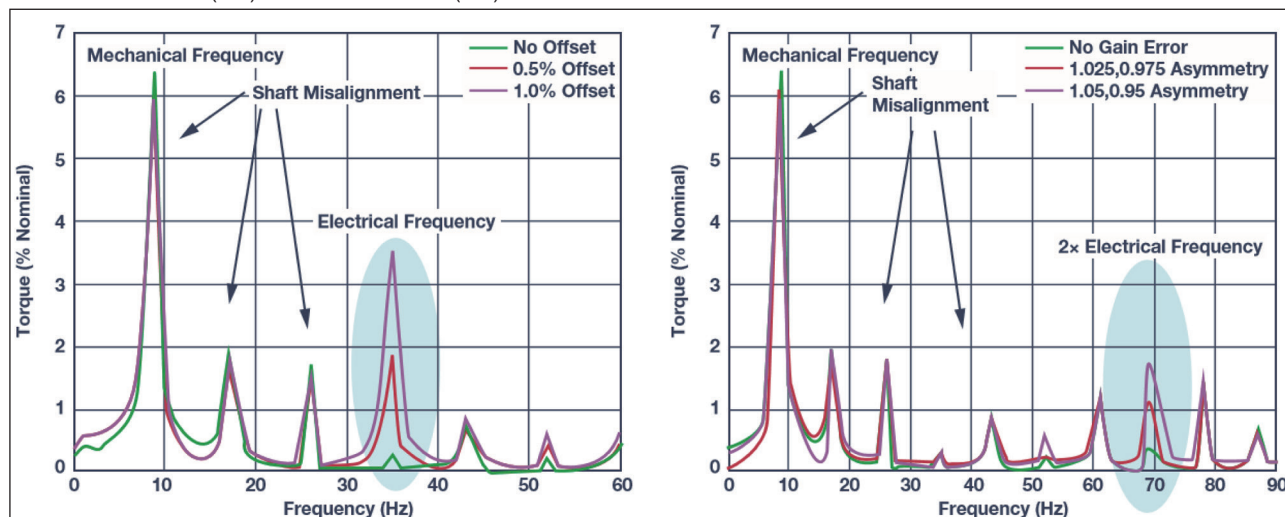 7
6
5
4
3
2
1
0
Torque (% Nominal)
Mechanical Frequency
Shaft Misalignment
Electrical Frequency
No Offset
0.5% Offset
1.0% Offset
0 10 20 30 40 50 60
Frequency (Hz)
7
6
5
4
3
2
1
0
Torque (% Nominal)
Mechanical Frequency
Shaft
Misalignment
2× Electrical Frequency
No Gain Error
1.025,0.975 Asymmetry
1.05,0.95 Asymmetry
0 10 20 30 40 50 60 70 80 90
Frequency (Hz)